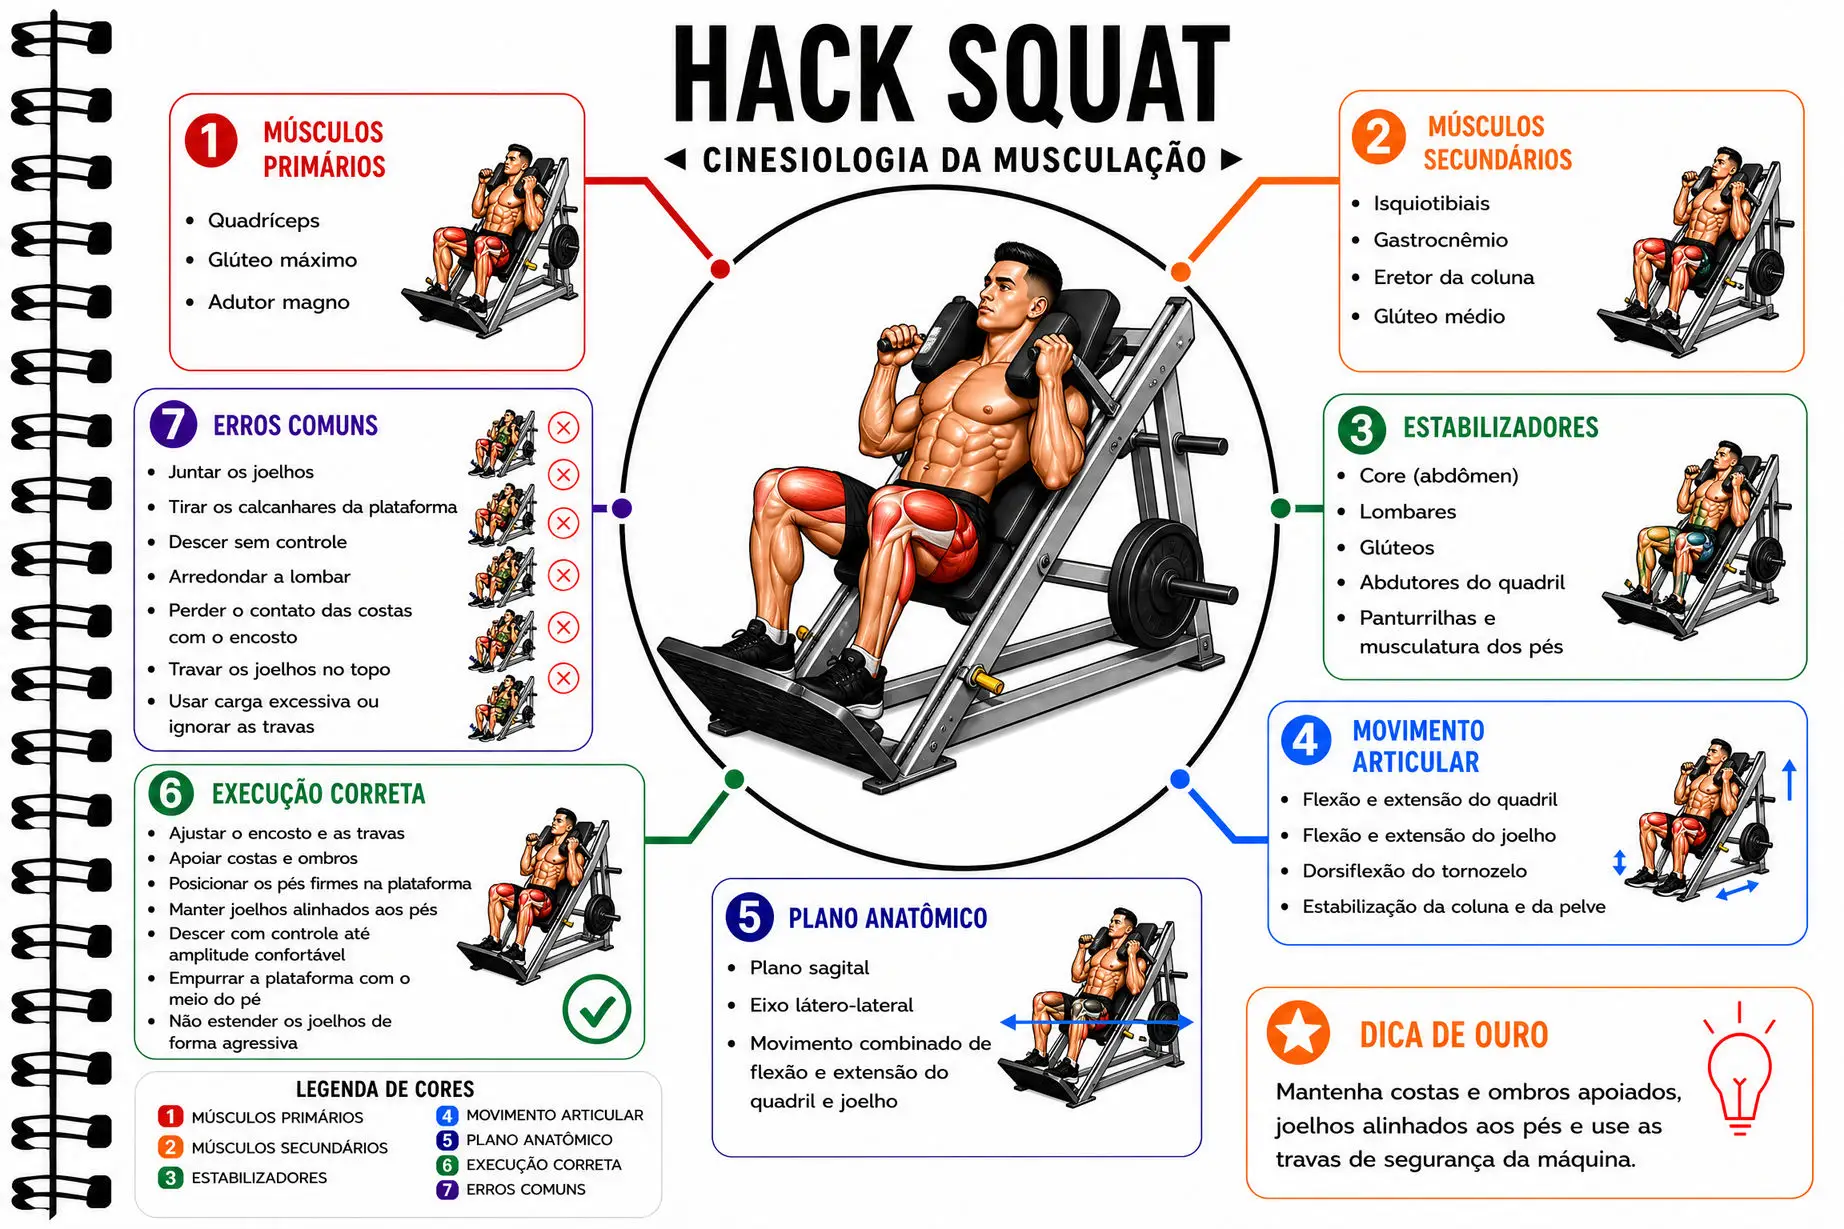 HACK SQUAT
CINESIOLOGIA DA MUSCULAÇÃO
1
MÚSCULOS
PRIMÁRIOS
• Quadríceps
• Glúteo máximo
• Adutor magno
2
MÚSCULOS
SECUNDÁRIOS
• Isquiotibiais
• Gastrocnêmio
• Eretor da coluna
• Glúteo médio
3
ESTABILIZADORES
• Core (abdômen)
• Lombares
• Glúteos
• Abdutores do quadril
• Panturrilhas e
musculatura dos pés
4
MOVIMENTO
ARTICULAR
• Flexão e extensão do quadril
• Flexão e extensão do joelho
• Dorsiflexão do tornozelo
• Estabilização da coluna e da pelve
5
PLANO ANATÔMICO
• Plano sagital
• Eixo látero-lateral
• Movimento combinado de
flexão e extensão do
quadril e joelho
6
EXECUÇÃO CORRETA
• Ajustar o encosto e as travas
• Apoiar costas e ombros
• Posicionar os pés firmes na plataforma
• Manter joelhos alinhados aos pés
• Descer com controle até
amplitude confortável
• Empurrar a plataforma com o
meio do pé
• Não estender os joelhos de
forma agressiva
7
ERROS COMUNS
• Juntar os joelhos
• Tirar os calcanhares da plataforma
• Descer sem controle
• Arredondar a lombar
• Perder o contato das costas
com o encosto
• Travar os joelhos no topo
• Usar carga excessiva ou
ignorar as travas
LEGENDA DE CORES
1 MÚSCULOS PRIMÁRIOS
2 MÚSCULOS SECUNDÁRIOS
3 ESTABILIZADORES
4 MOVIMENTO ARTICULAR
5 PLANO ANATÔMICO
6 EXECUÇÃO CORRETA
7 ERROS COMUNS
DICA DE OURO
Mantenha costas e ombros apoiados,
joelhos alinhados aos pés e use as
travas de segurança da máquina.